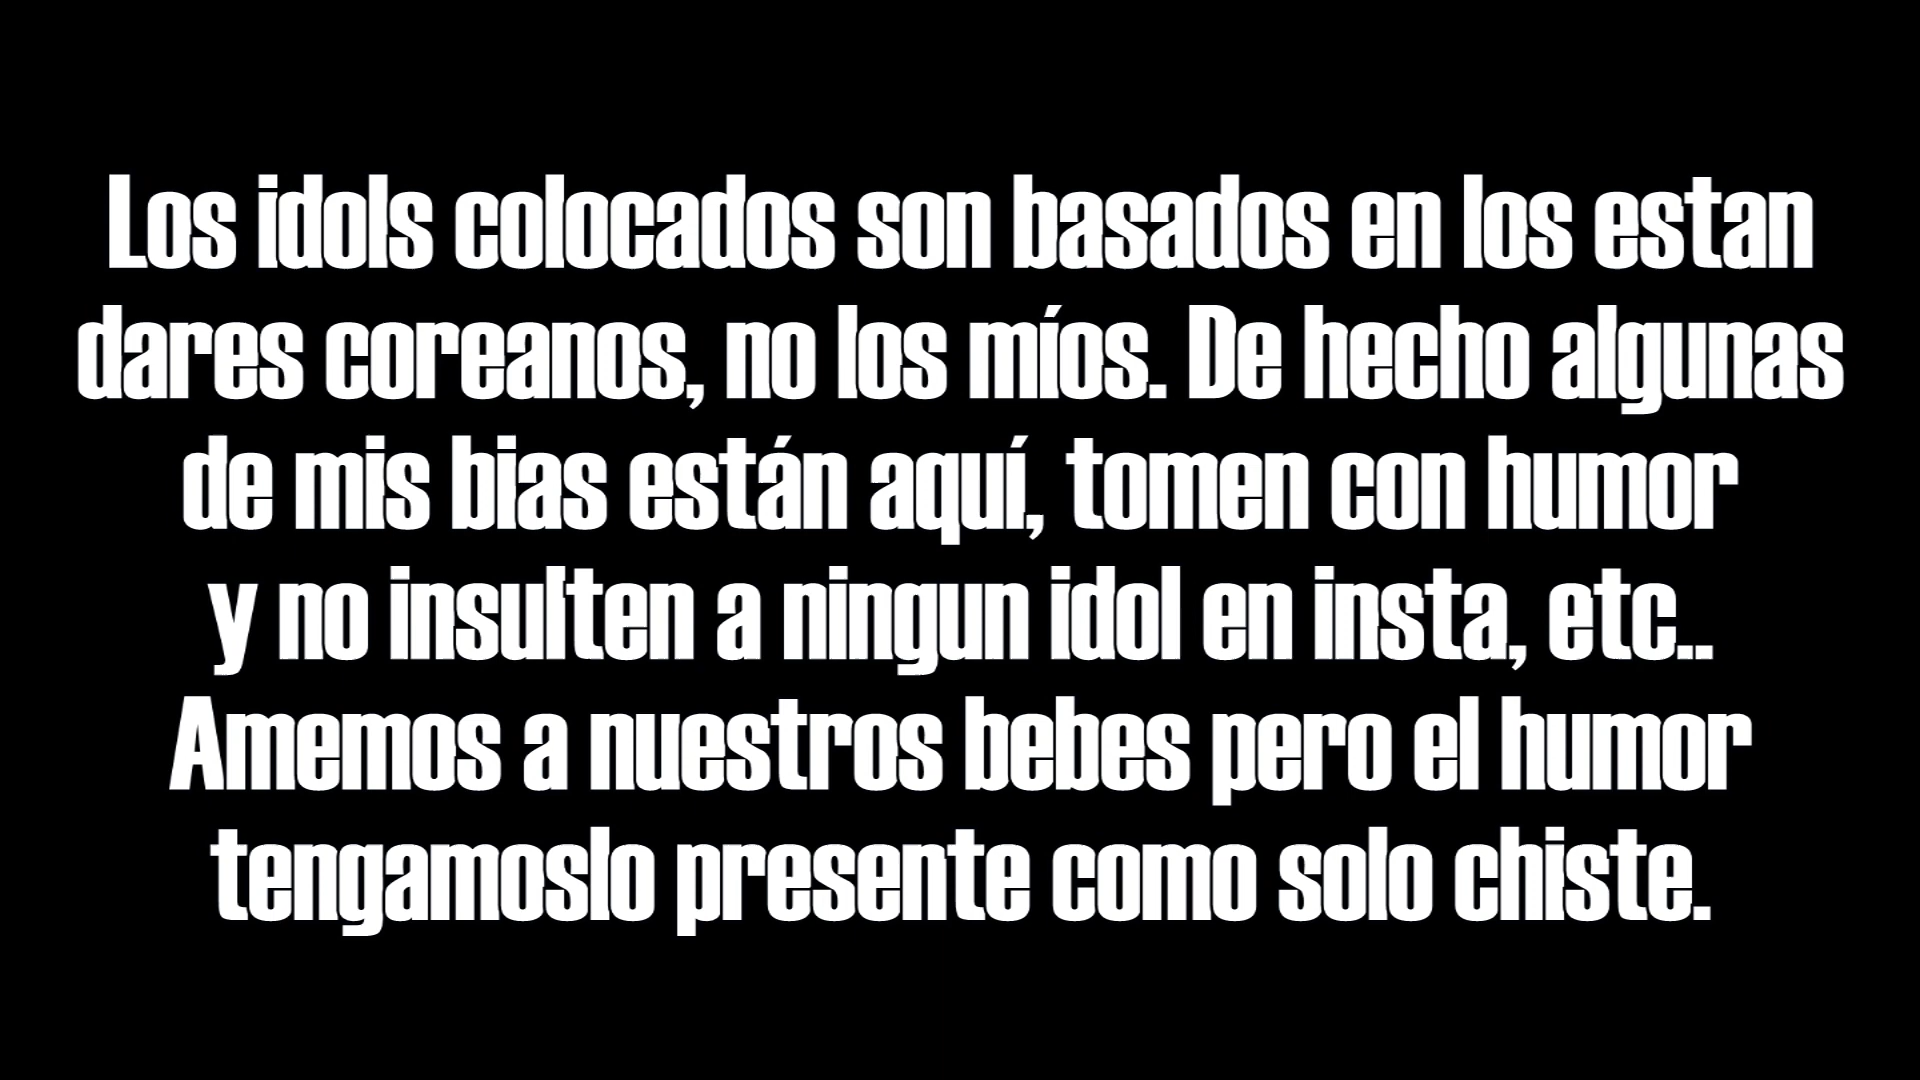 Los idols colocados son basados en los estan
dares coreanos, no los míos. De hecho algunas
de mis bias están aquí, tomen con humor
y no insulten a ningun idol en insta, etc..
Amemos a nuestros bebes pero el humor
tengamoslo presente como solo chiste.